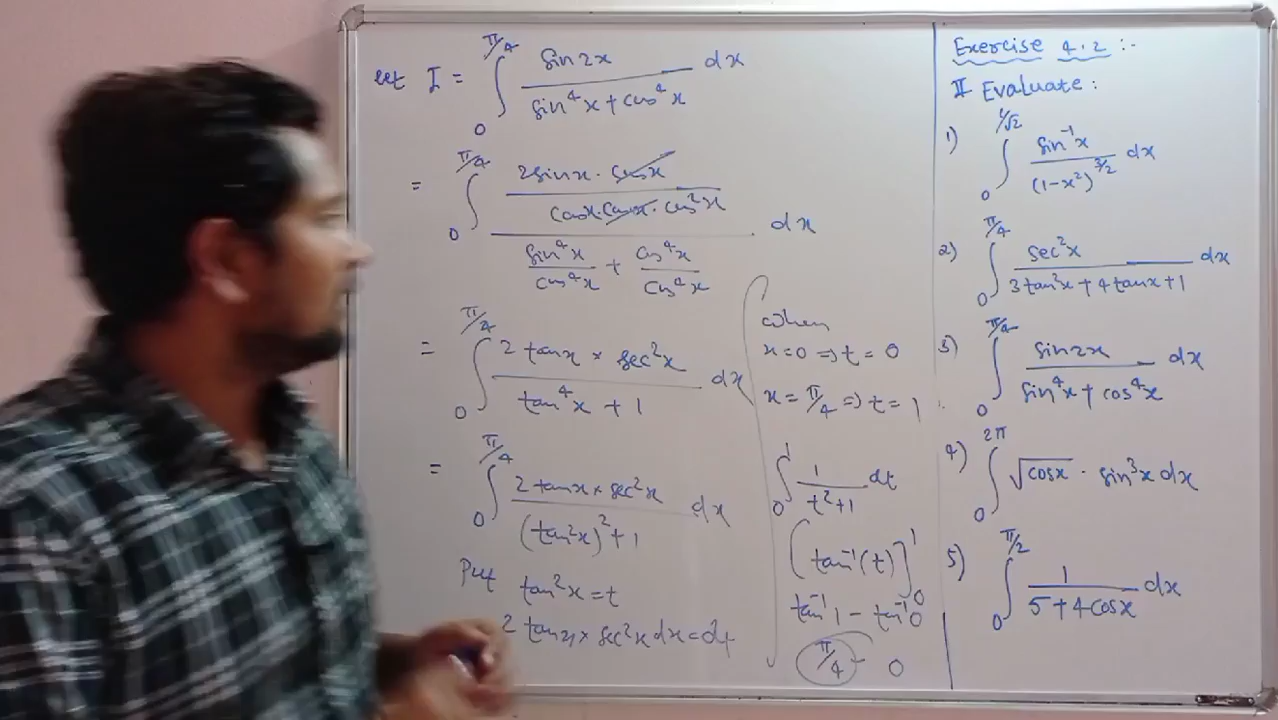 let I = ∫₀^{π/4} sin2x / (sin⁴x + cos⁴x) dx
= ∫₀^{π/4} (2sinx · cosx / (cosx · cosx · cos²x)) / (sin⁴x/cos⁴x + cos⁴x/cos⁴x) dx
= ∫₀^{π/4} (2 tanx × sec²x) / (tan⁴x + 1) dx
= ∫₀^{π/4} (2 tanx × sec²x) / ((tan²x)² + 1) dx
Put tan²x = t
2 tanx × sec²x dx = dt
when
x = 0 ⇒ t = 0
x = π/4 ⇒ t = 1
∫₀^1 1/(t² + 1) dt
[tan⁻¹(t)]₀^1
tan⁻¹1 − tan⁻¹0
π/4 − 0
Exercise 4.2 :-
II Evaluate :
1) ∫₀^{1/√2} sin⁻¹x / (1−x²)^{3/2} dx
2) ∫₀^{π/4} sec²x / (3tan²x + 4tanx + 1) dx
3) ∫₀^{π/4} sin2x / (sin⁴x + cos⁴x) dx
4) ∫₀^{2π} √cosx · sin³x dx
5) ∫₀^{π/2} 1 / (5 + 4cosx) dx